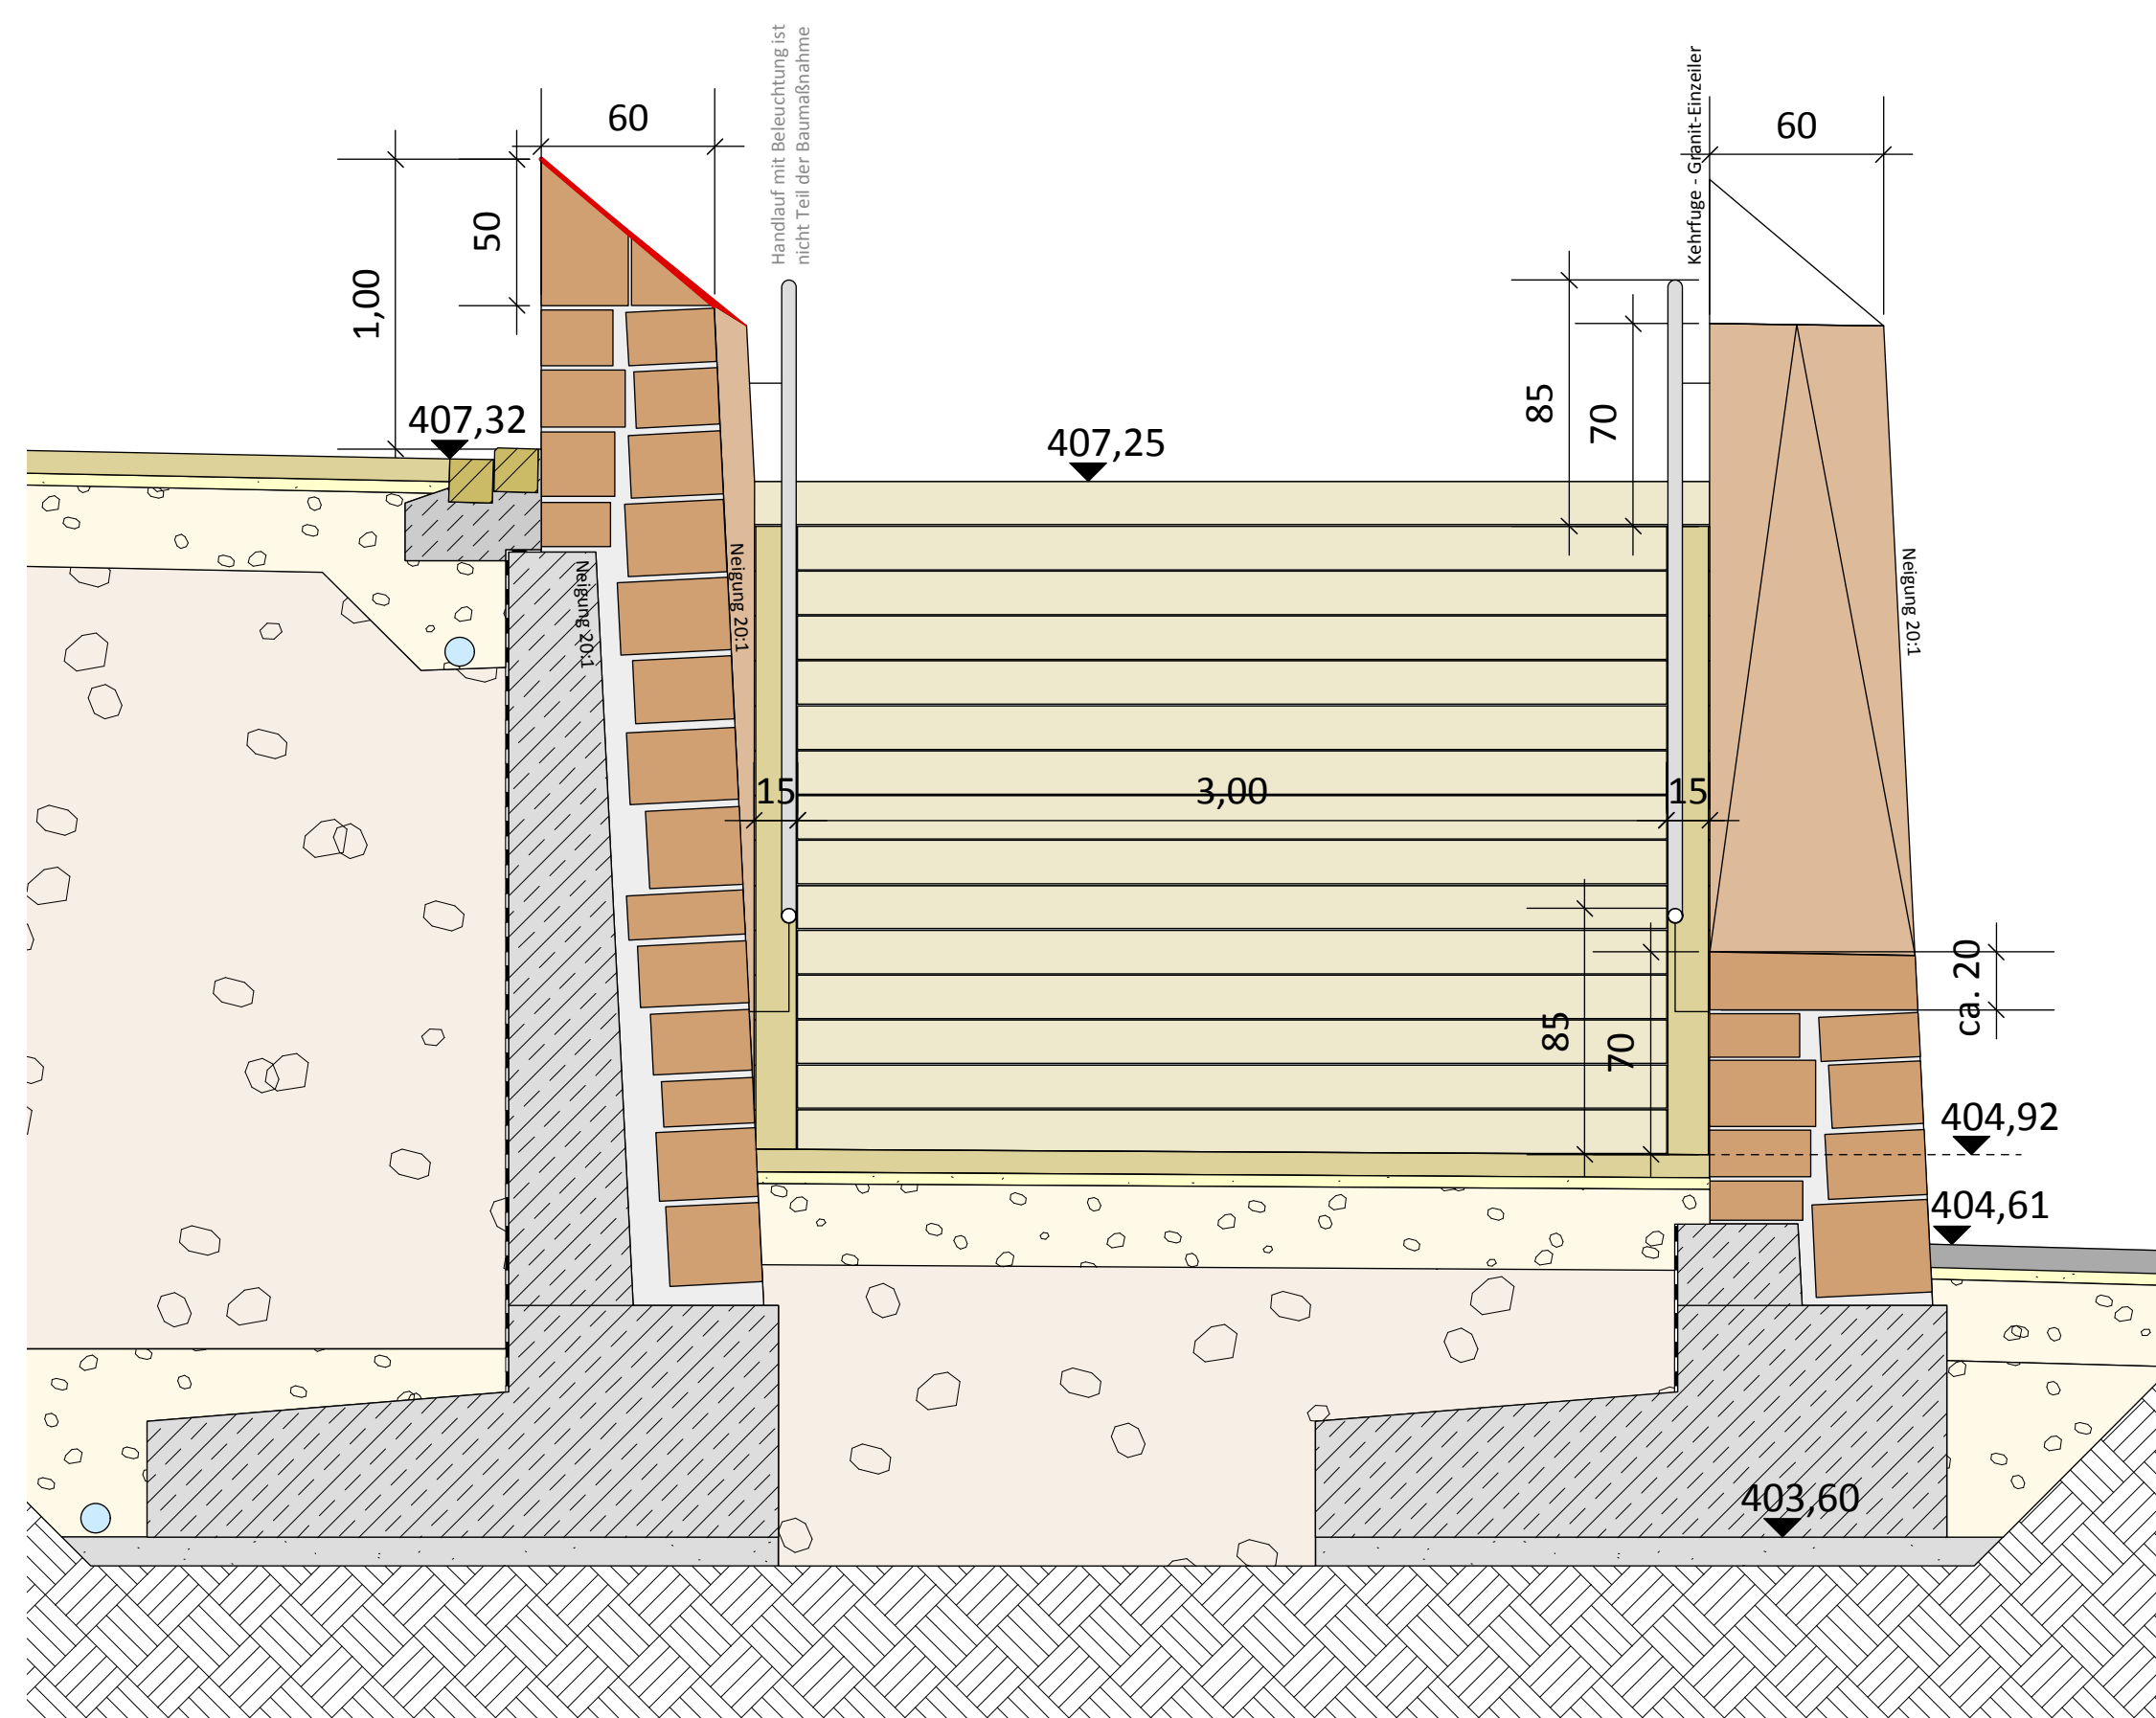 Handlauf mit Beleuchtung ist
nicht Teil der Baumaßnahme
Kehrfuge - Granit-Einzeiler
60
60
50
1,00
407,32
407,25
85
70
Neigung 20:1
Neigung 20:1
Neigung 20:1
15
3,00
15
85
70
ca. 20
404,92
404,61
403,60